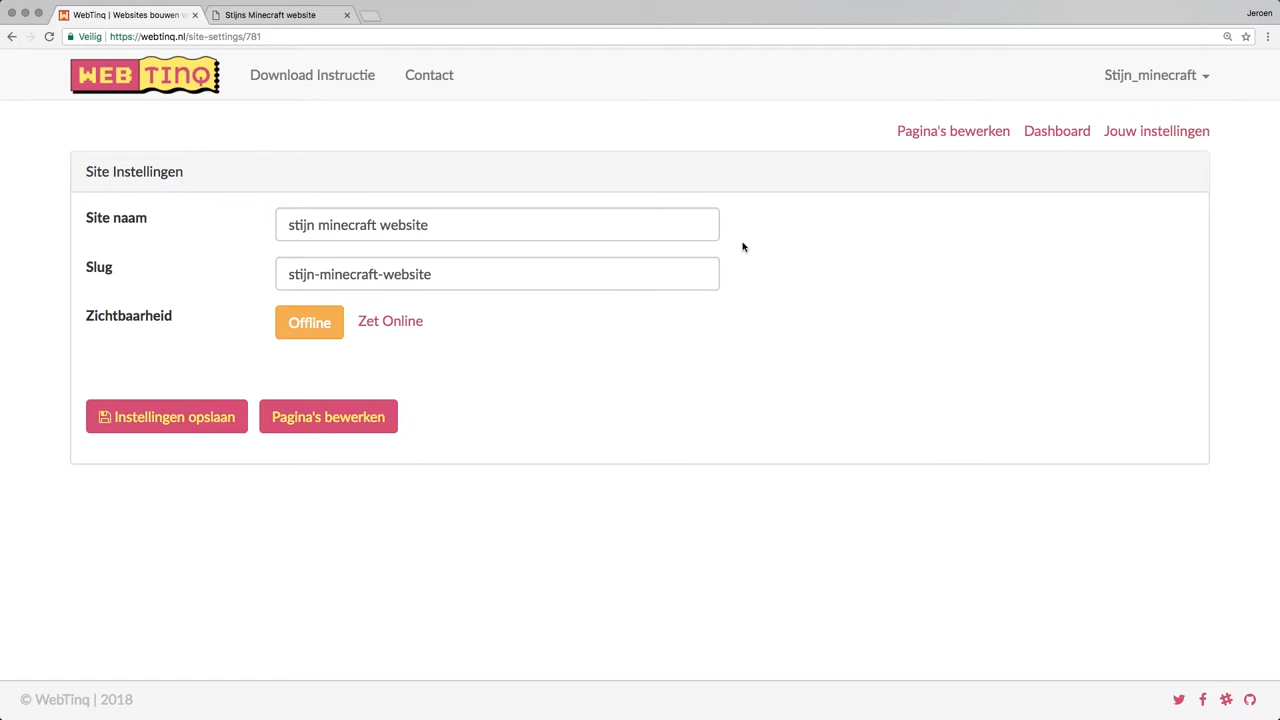 WebTinq | Websites bouwen v
Stijns Minecraft website
Jeroen
Veilig | https://webtinq.nl/site-settings/781
WEB TINQ
Download Instructie
Contact
Stijn_minecraft
Pagina's bewerken
Dashboard
Jouw instellingen
Site Instellingen
Site naam
stijn minecraft website
Slug
stijn-minecraft-website
Zichtbaarheid
Offline
Zet Online
Instellingen opslaan
Pagina's bewerken
© WebTinq | 2018